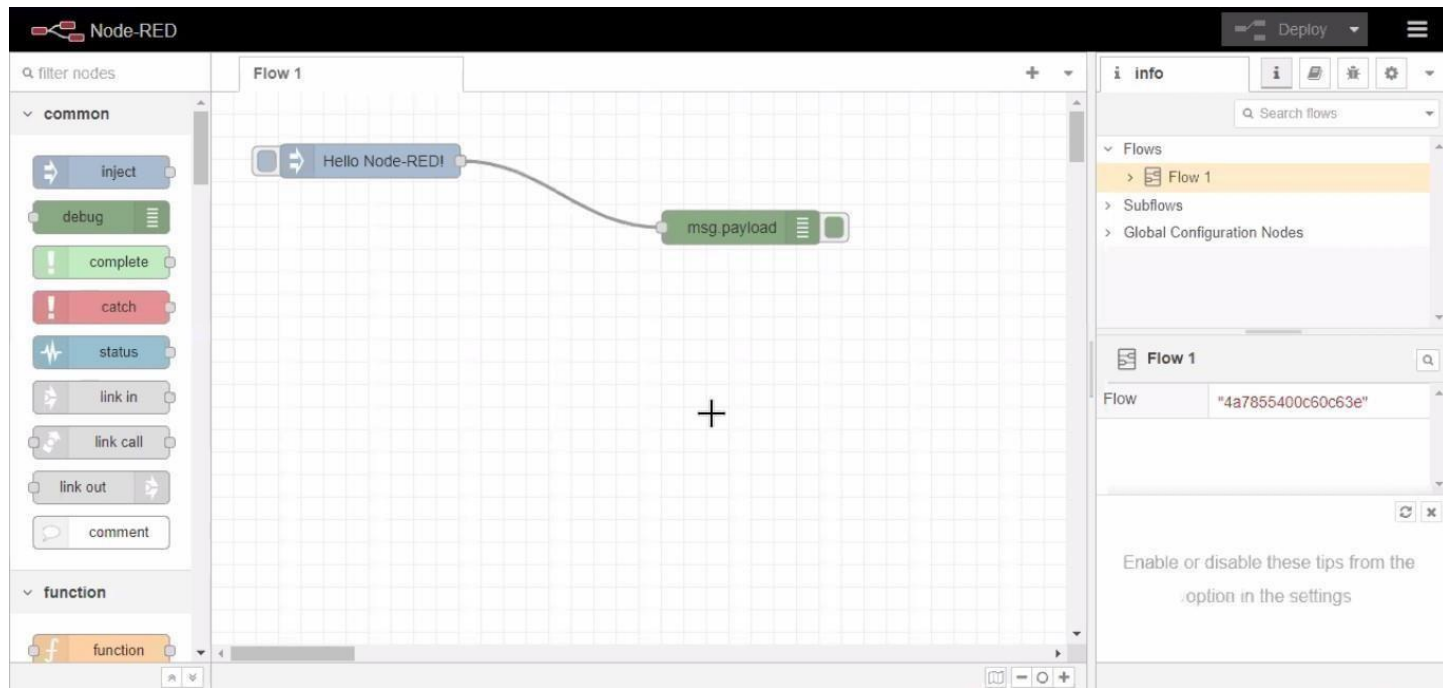 Node-RED
Deploy
filter nodes
Flow 1
info
i
common
Search flows
inject
Hello Node-RED!
Flows
Flow 1
debug
msg.payload
Subflows
Global Configuration Nodes
complete
catch
status
Flow 1
link in
Flow
"4a7855400c60c63e"
link call
link out
comment
Enable or disable these tips from the
option in the settings
function
function